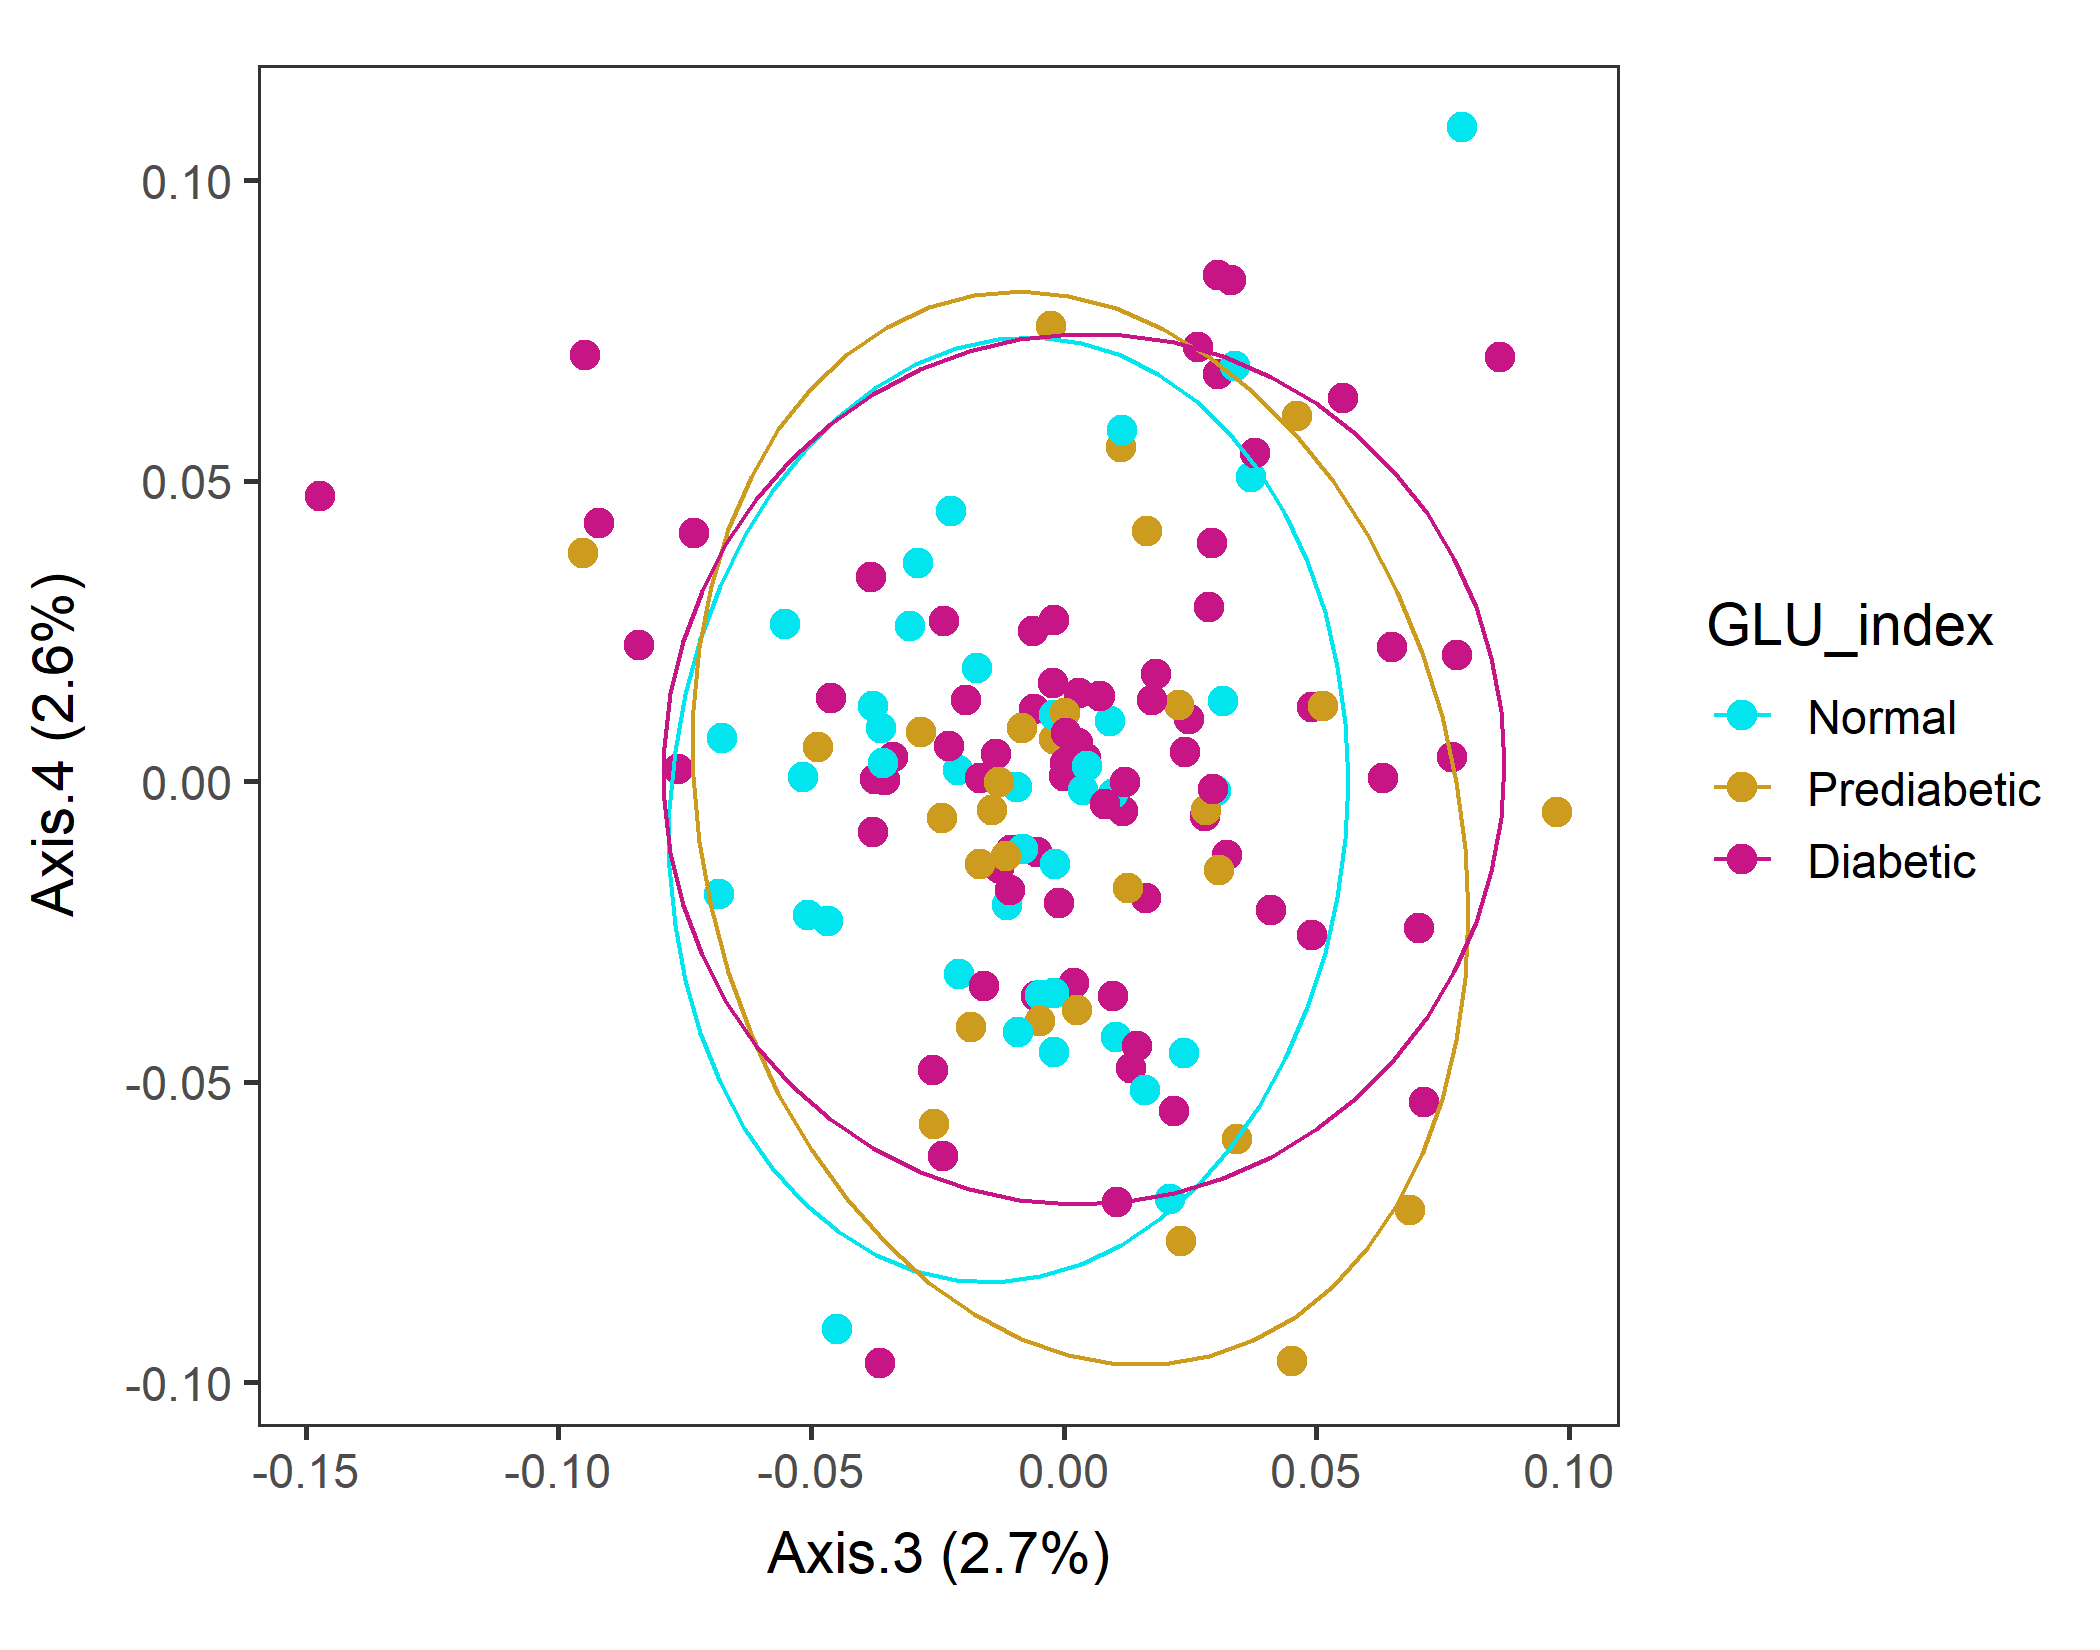 0.10
0.05
0.00
-0.05
-0.10
Axis.4 (2.6%)
-0.15 -0.10 -0.05 0.00 0.05 0.10
Axis.3 (2.7%)
GLU_index
Normal
Prediabetic
Diabetic